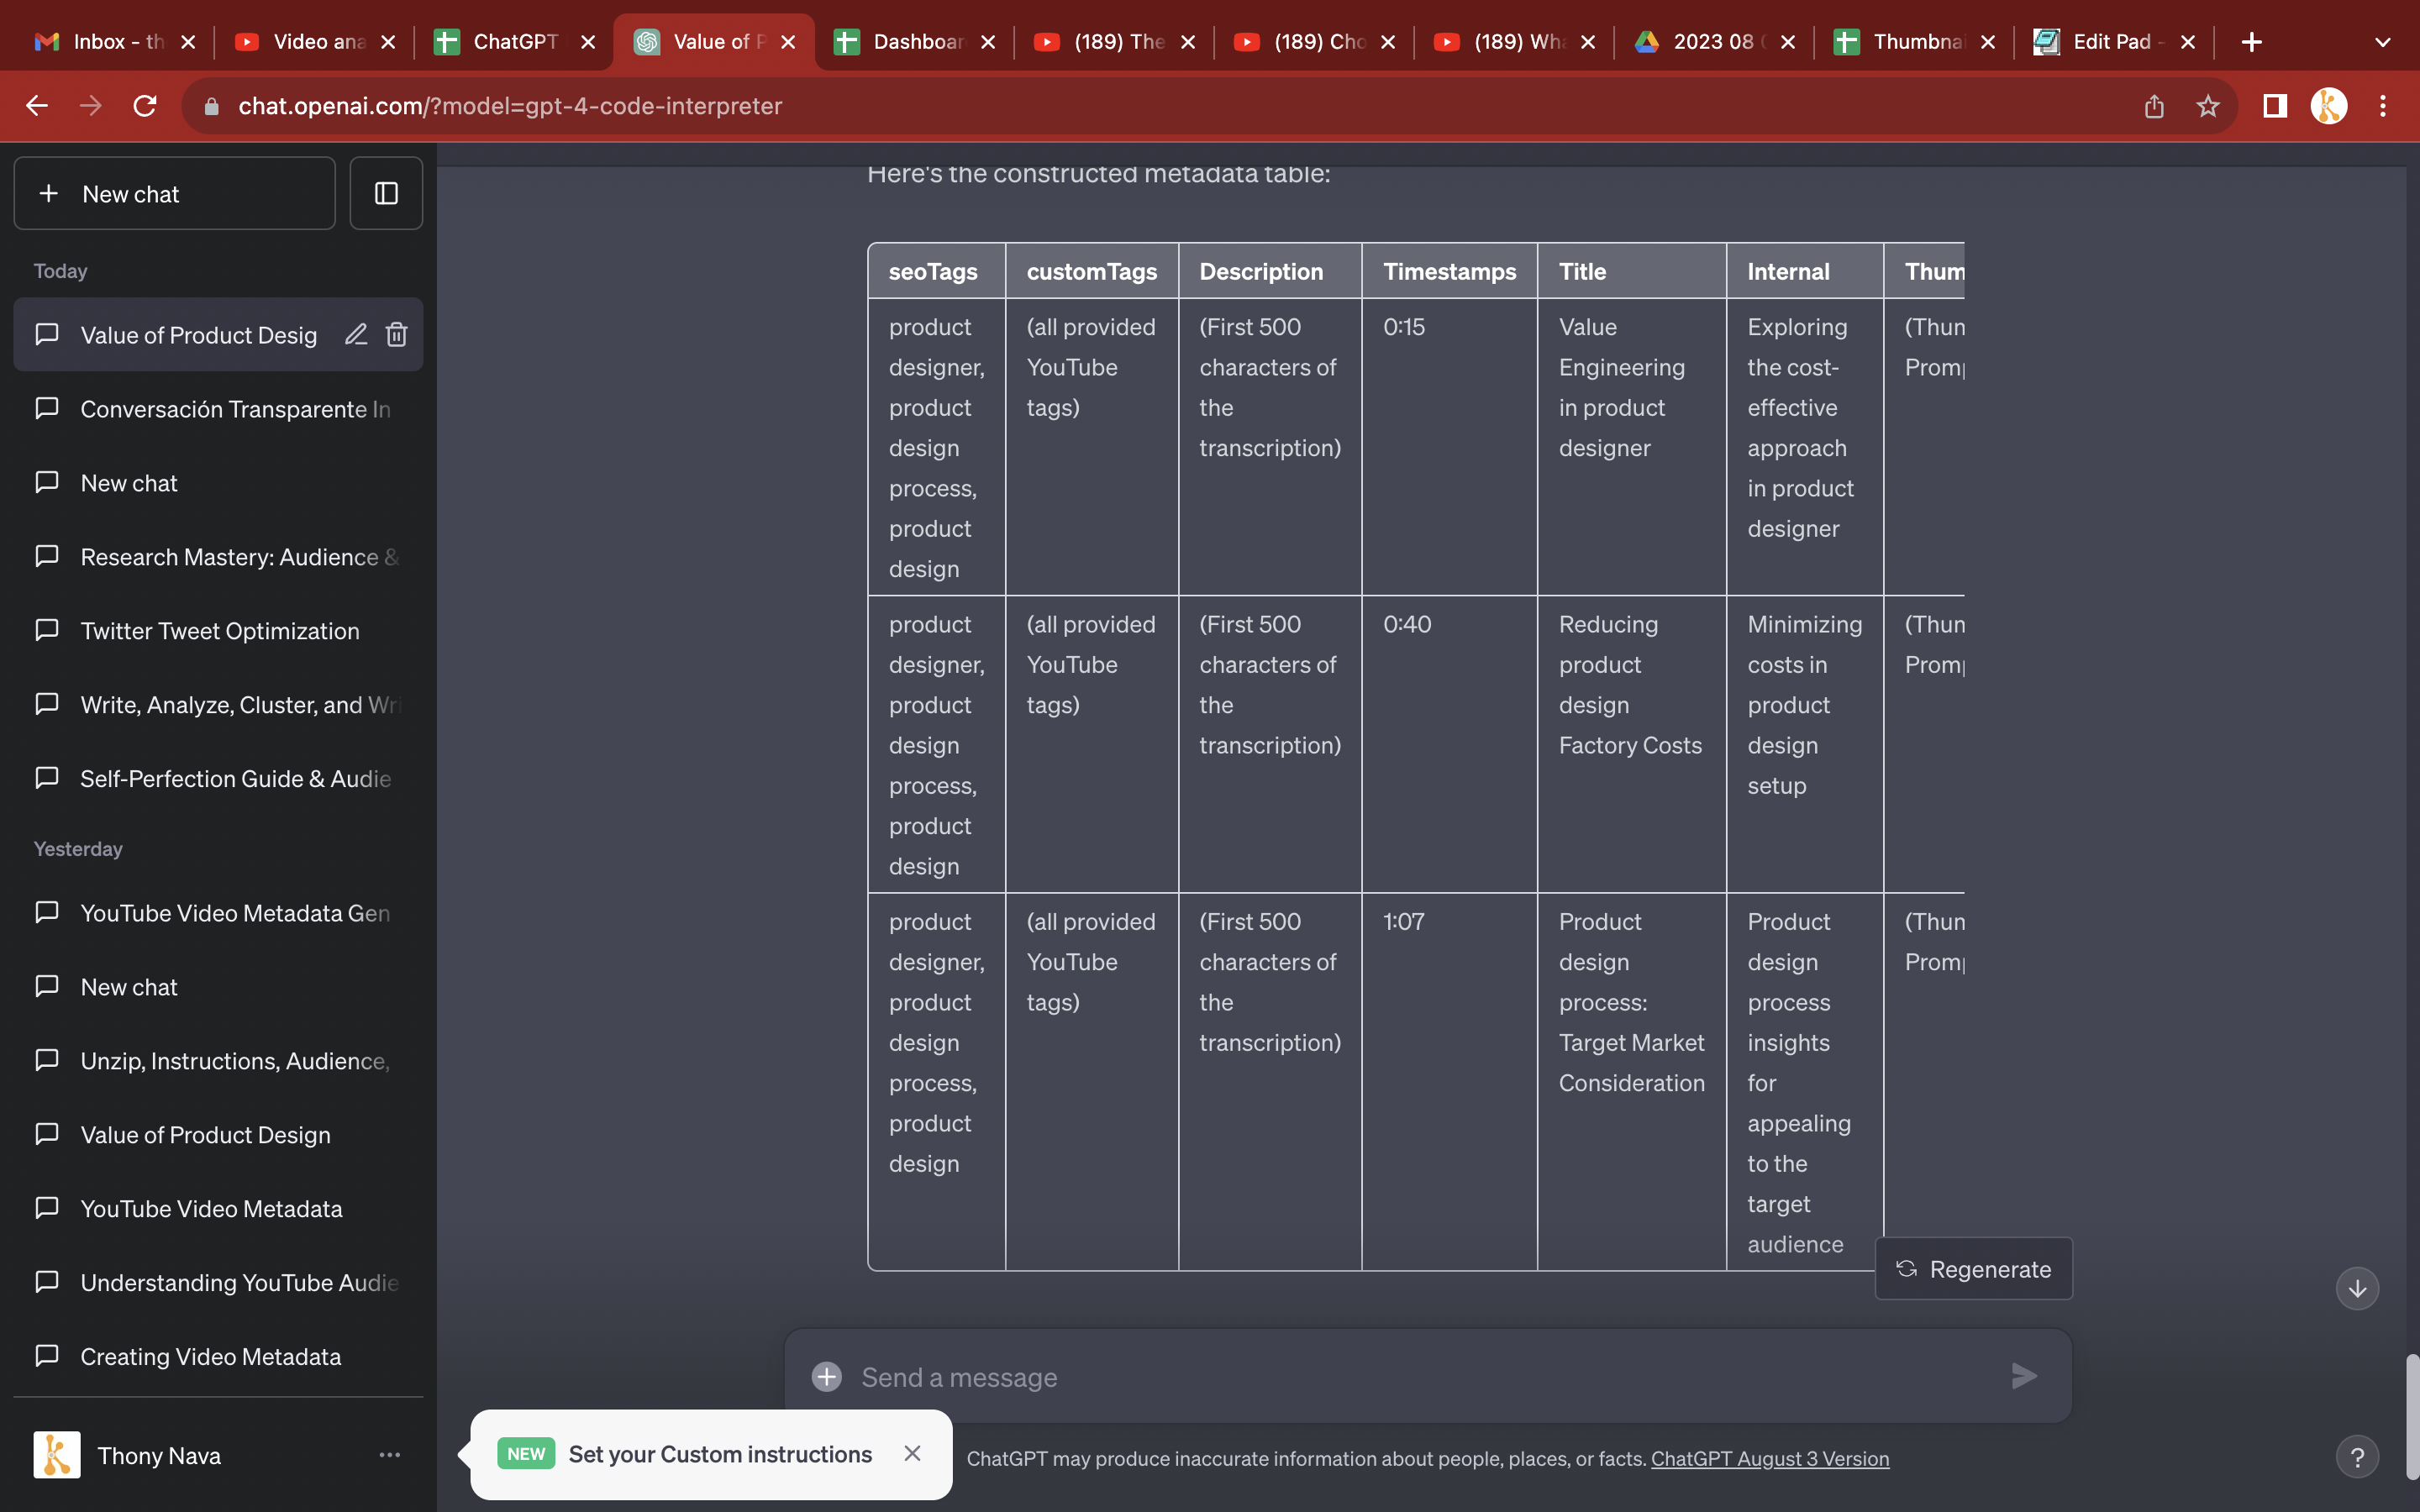 Inbox - th
Video ana
ChatGPT
Value of P
Dashboar
(189) The
(189) Cho
(189) Wha
2023 08
Thumbna
Edit Pad -
chat.openai.com/?model=gpt-4-code-interpreter
New chat
Today
Value of Product Desig
Conversación Transparente In
New chat
Research Mastery: Audience &
Twitter Tweet Optimization
Write, Analyze, Cluster, and Wri
Self-Perfection Guide & Audie
Yesterday
YouTube Video Metadata Gen
New chat
Unzip, Instructions, Audience,
Value of Product Design
YouTube Video Metadata
Understanding YouTube Audie
Creating Video Metadata
Thony Nava
Here's the constructed metadata table:
seoTags
customTags
Description
Timestamps
Title
Internal
Thum
product
designer,
product
design
process,
product
design
(all provided
YouTube
tags)
(First 500
characters of
the
transcription)
0:15
Value
Engineering
in product
designer
Exploring
the cost-
effective
approach
in product
designer
(Thum
Promp
product
designer,
product
design
process,
product
design
(all provided
YouTube
tags)
(First 500
characters of
the
transcription)
0:40
Reducing
product
design
Factory Costs
Minimizing
costs in
product
design
setup
(Thum
Promp
product
designer,
product
design
process,
product
design
(all provided
YouTube
tags)
(First 500
characters of
the
transcription)
1:07
Product
design
process:
Target Market
Consideration
Product
design
process
insights
for
appealing
to the
target
audience
(Thum
Promp
Regenerate
Send a message
NEW Set your Custom instructions
ChatGPT may produce inaccurate information about people, places, or facts. ChatGPT August 3 Version
?